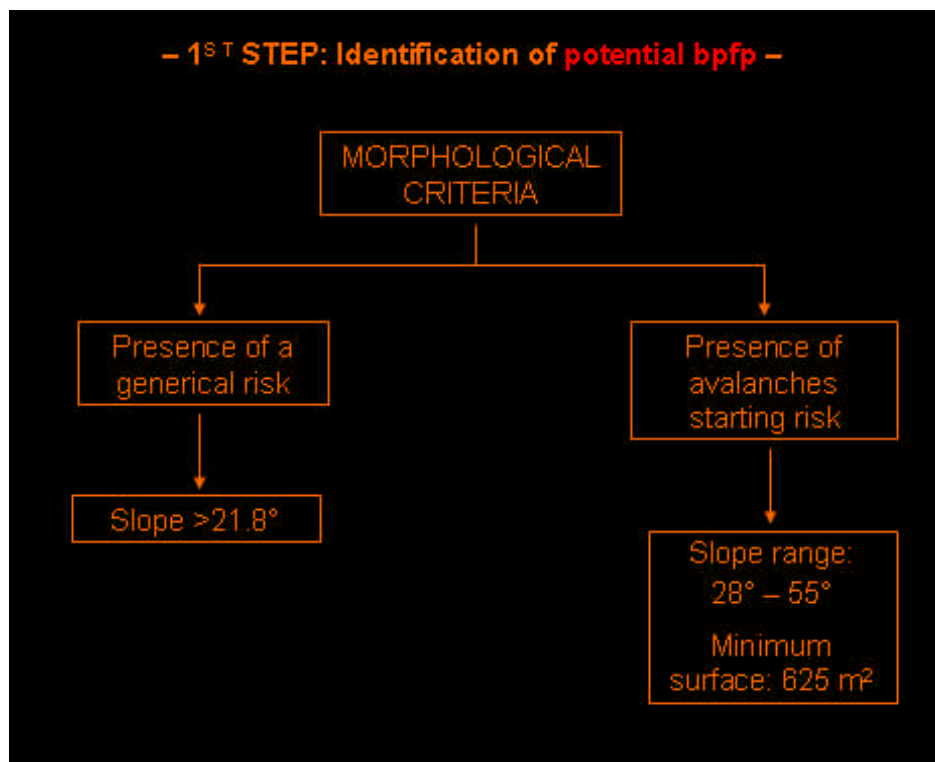 – 1ST STEP: Identification of potential bpfp –
MORPHOLOGICAL
CRITERIA
Presence of a
generical risk
Presence of
avalanches
starting risk
Slope >21.8°
Slope range:
28° – 55°
Minimum
surface: 625 m²